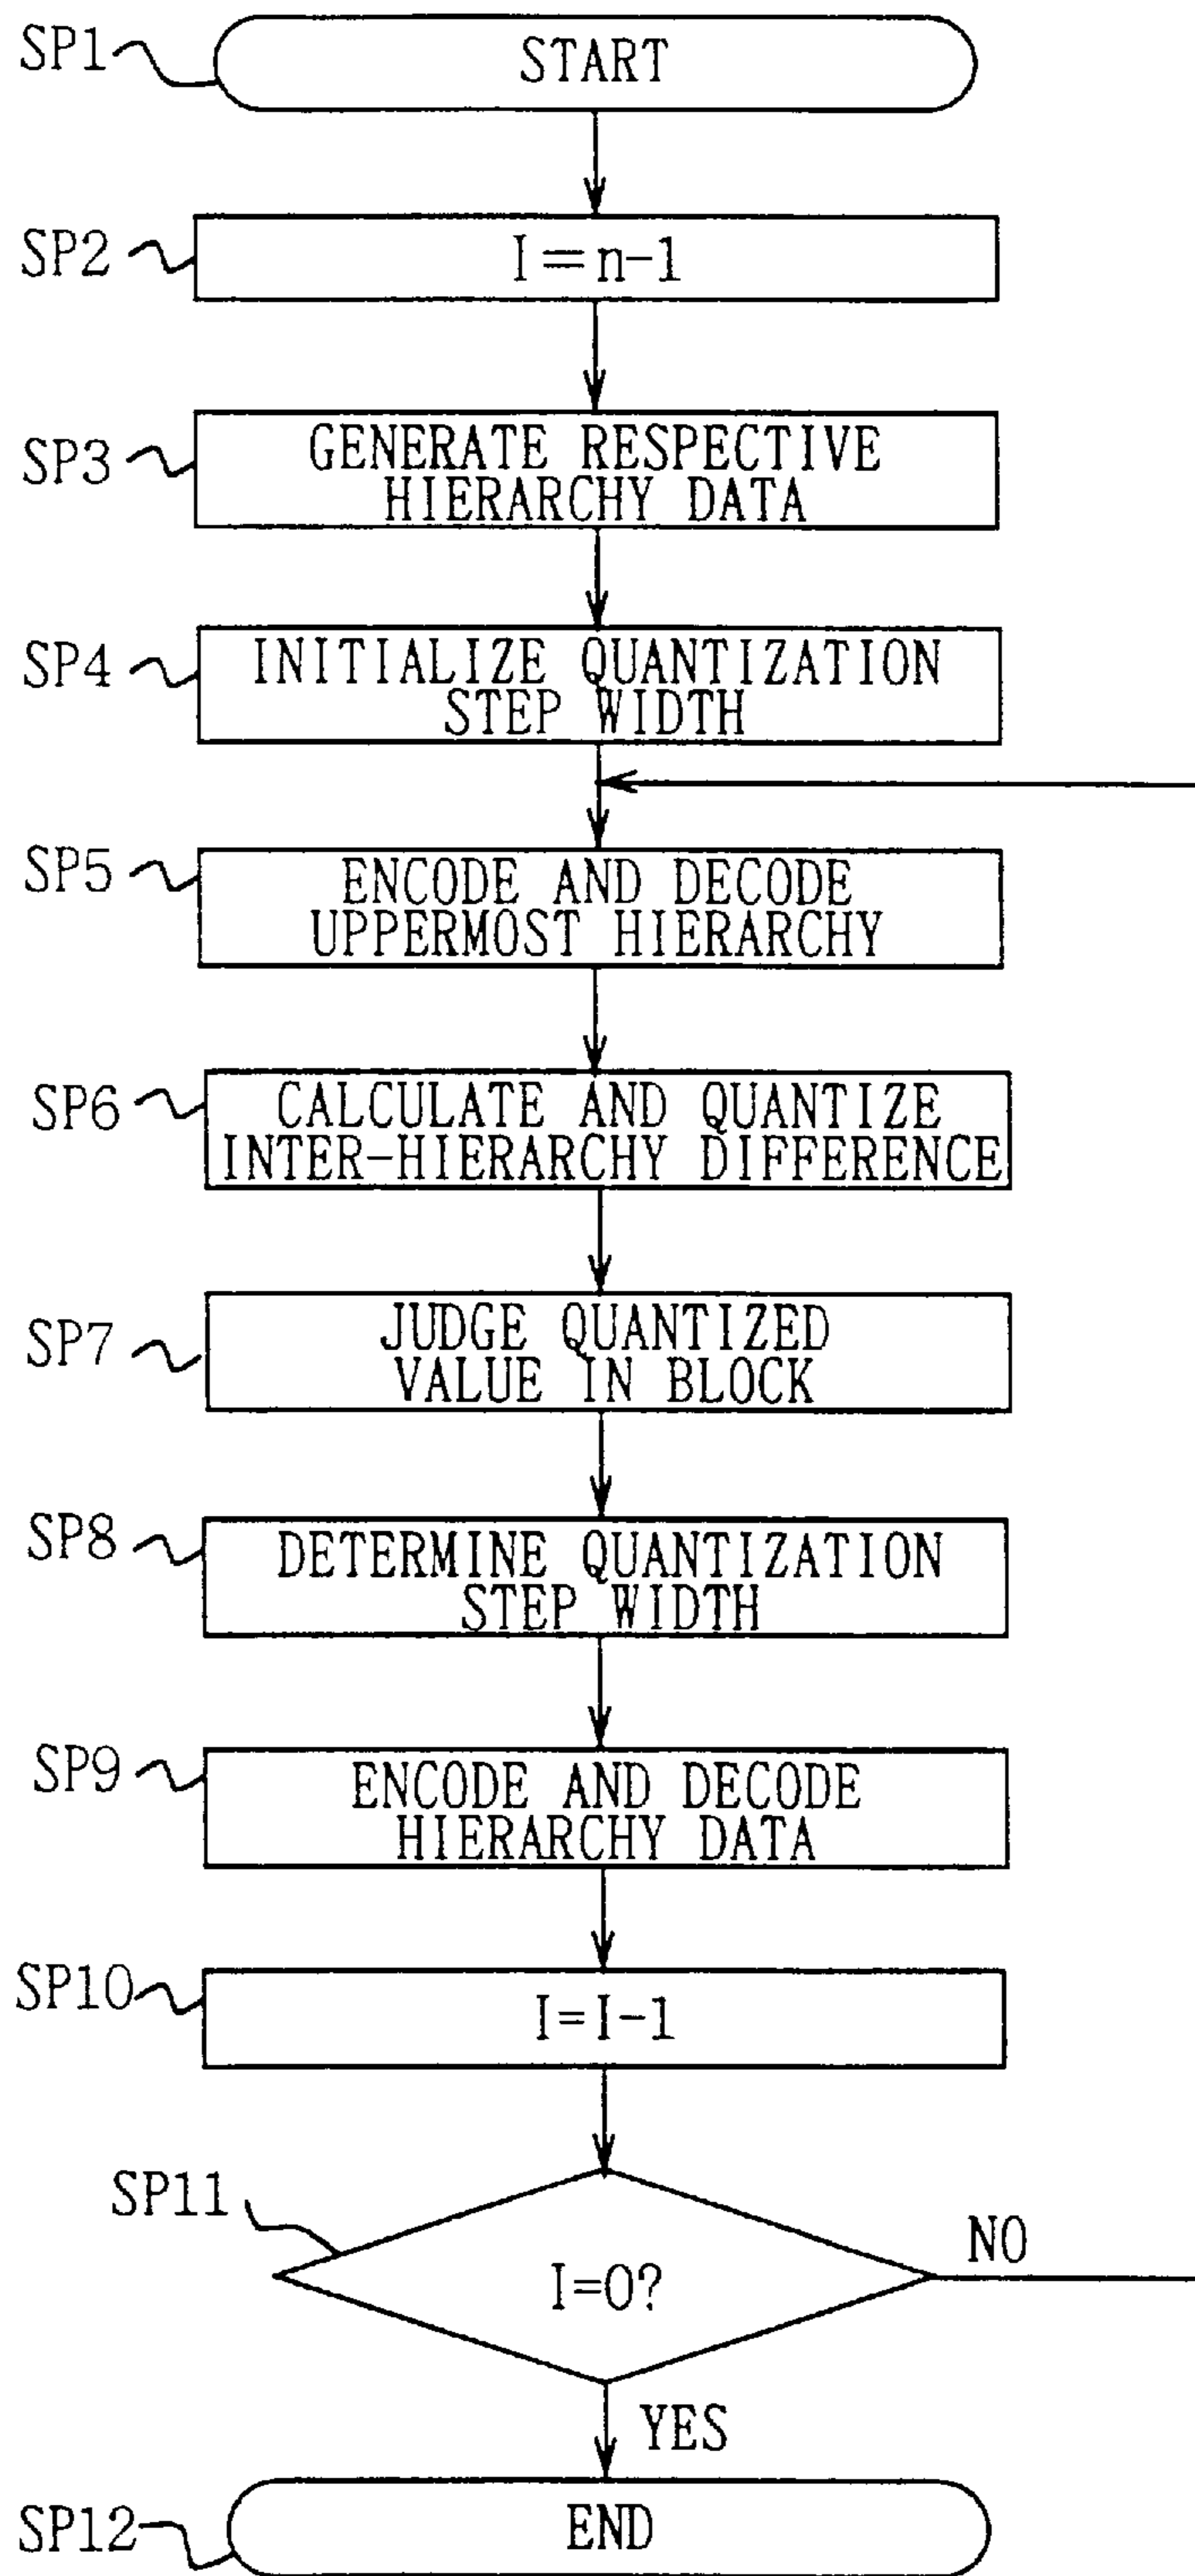 SP1
START
SP2
I=n-1
SP3
GENERATE RESPECTIVE
HIERARCHY DATA
SP4
INITIALIZE QUANTIZATION
STEP WIDTH
SP5
ENCODE AND DECODE
UPPERMOST HIERARCHY
SP6
CALCULATE AND QUANTIZE
INTER-HIERARCHY DIFFERENCE
SP7
JUDGE QUANTIZED
VALUE IN BLOCK
SP8
DETERMINE QUANTIZATION
STEP WIDTH
SP9
ENCODE AND DECODE
HIERARCHY DATA
SP10
I=I-1
SP11
I=0?
NO
YES
SP12
END